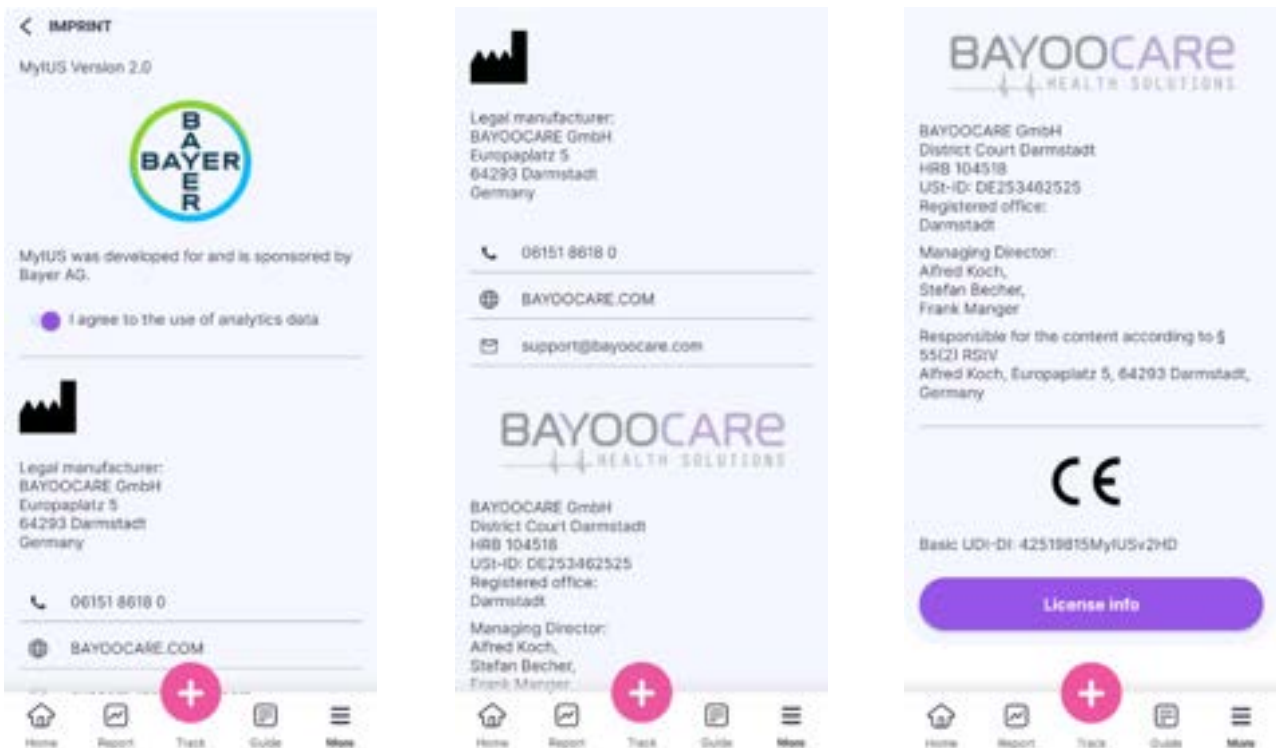 IMPRINT
MyIUS Version 2.0
BAYER
BAYER
MyIUS was developed for and is sponsored by
Bayer AG.
I agree to the use of analytics data
Legal manufacturer:
BAYOOCARE GmbH
Europaplatz 5
64293 Darmstadt
Germany
06151 8618 0
BAYOOCARE.COM
Home Report Track Guide More
Legal manufacturer:
BAYOOCARE GmbH
Europaplatz 5
64293 Darmstadt
Germany
06151 8618 0
BAYOOCARE.COM
support@bayoocare.com
BAYOOCARE
HEALTH SOLUTIONS
BAYOOCARE GmbH
District Court Darmstadt
HRB 104518
USt-ID: DE253462525
Registered office:
Darmstadt
Managing Director:
Alfred Koch,
Stefan Becher,
Frank Manger
Home Report Track Guide More
BAYOOCARE
HEALTH SOLUTIONS
BAYOOCARE GmbH
District Court Darmstadt
HRB 104518
USt-ID: DE253462525
Registered office:
Darmstadt
Managing Director:
Alfred Koch,
Stefan Becher,
Frank Manger
Responsible for the content according to §
55(2) RStV
Alfred Koch, Europaplatz 5, 64293 Darmstadt,
Germany
CE
Basic UDI-DI: 42519815MyIUSv2HD
License info
Home Report Track Guide More